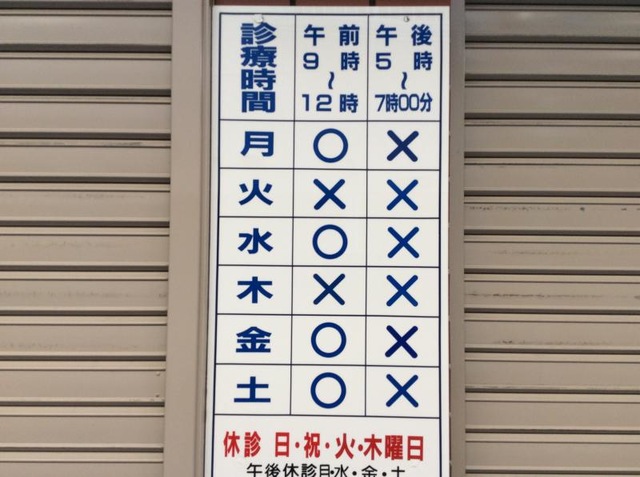 診療時間 午前9時〜12時 午後5時〜7時00分
月 ○ ×
火 × ×
水 ○ ×
木 × ×
金 ○ ×
土 ○ ×
休診 日・祝・火・木曜日
午後休診月・水・金・土